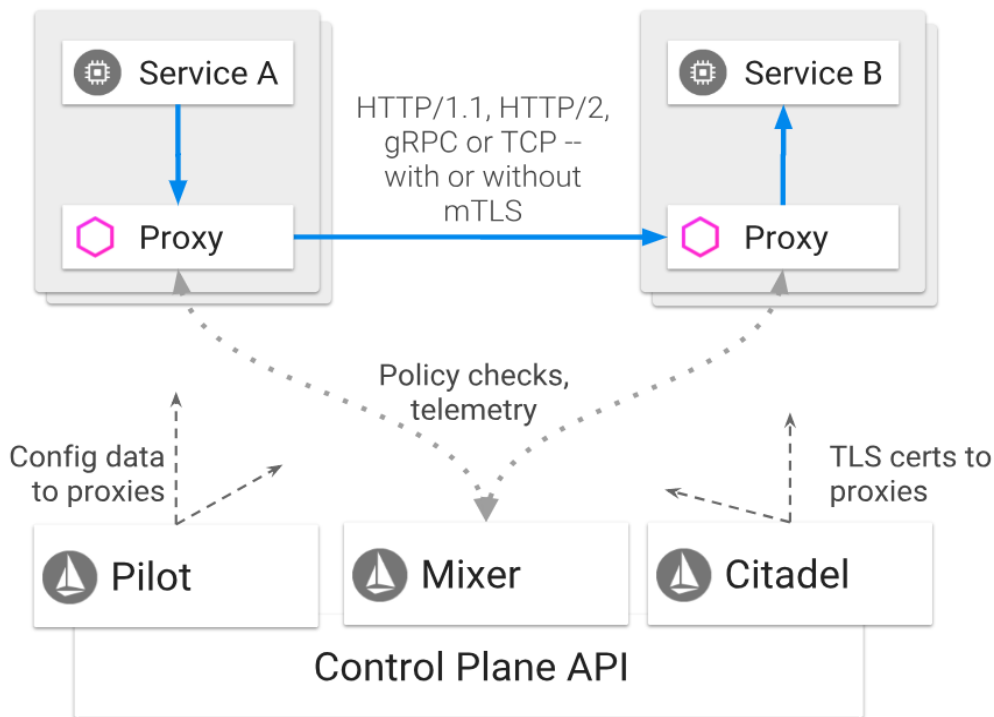 Service A
Service B
HTTP/1.1, HTTP/2,
gRPC or TCP --
with or without
mTLS
Proxy
Proxy
Policy checks,
telemetry
Config data
to proxies
TLS certs to
proxies
Pilot
Mixer
Citadel
Control Plane API